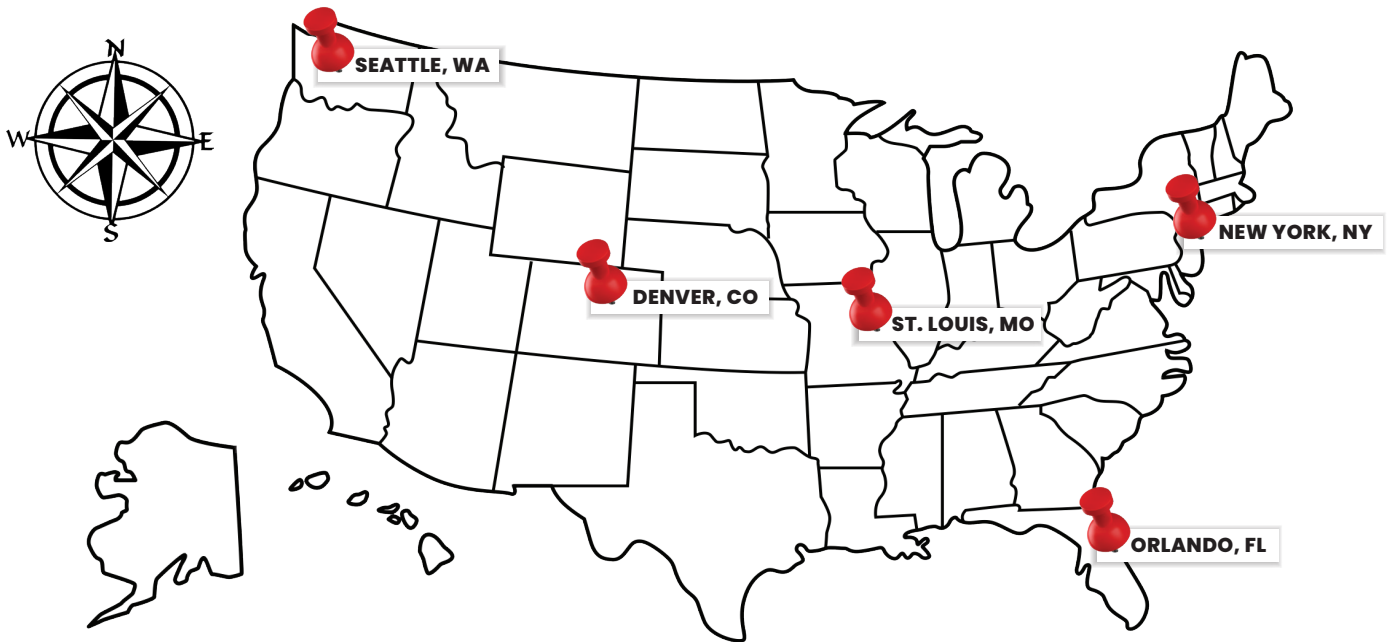 N
SEATTLE, WA
W
E
S
NEW YORK, NY
DENVER, CO
ST. LOUIS, MO
ORLANDO, FL